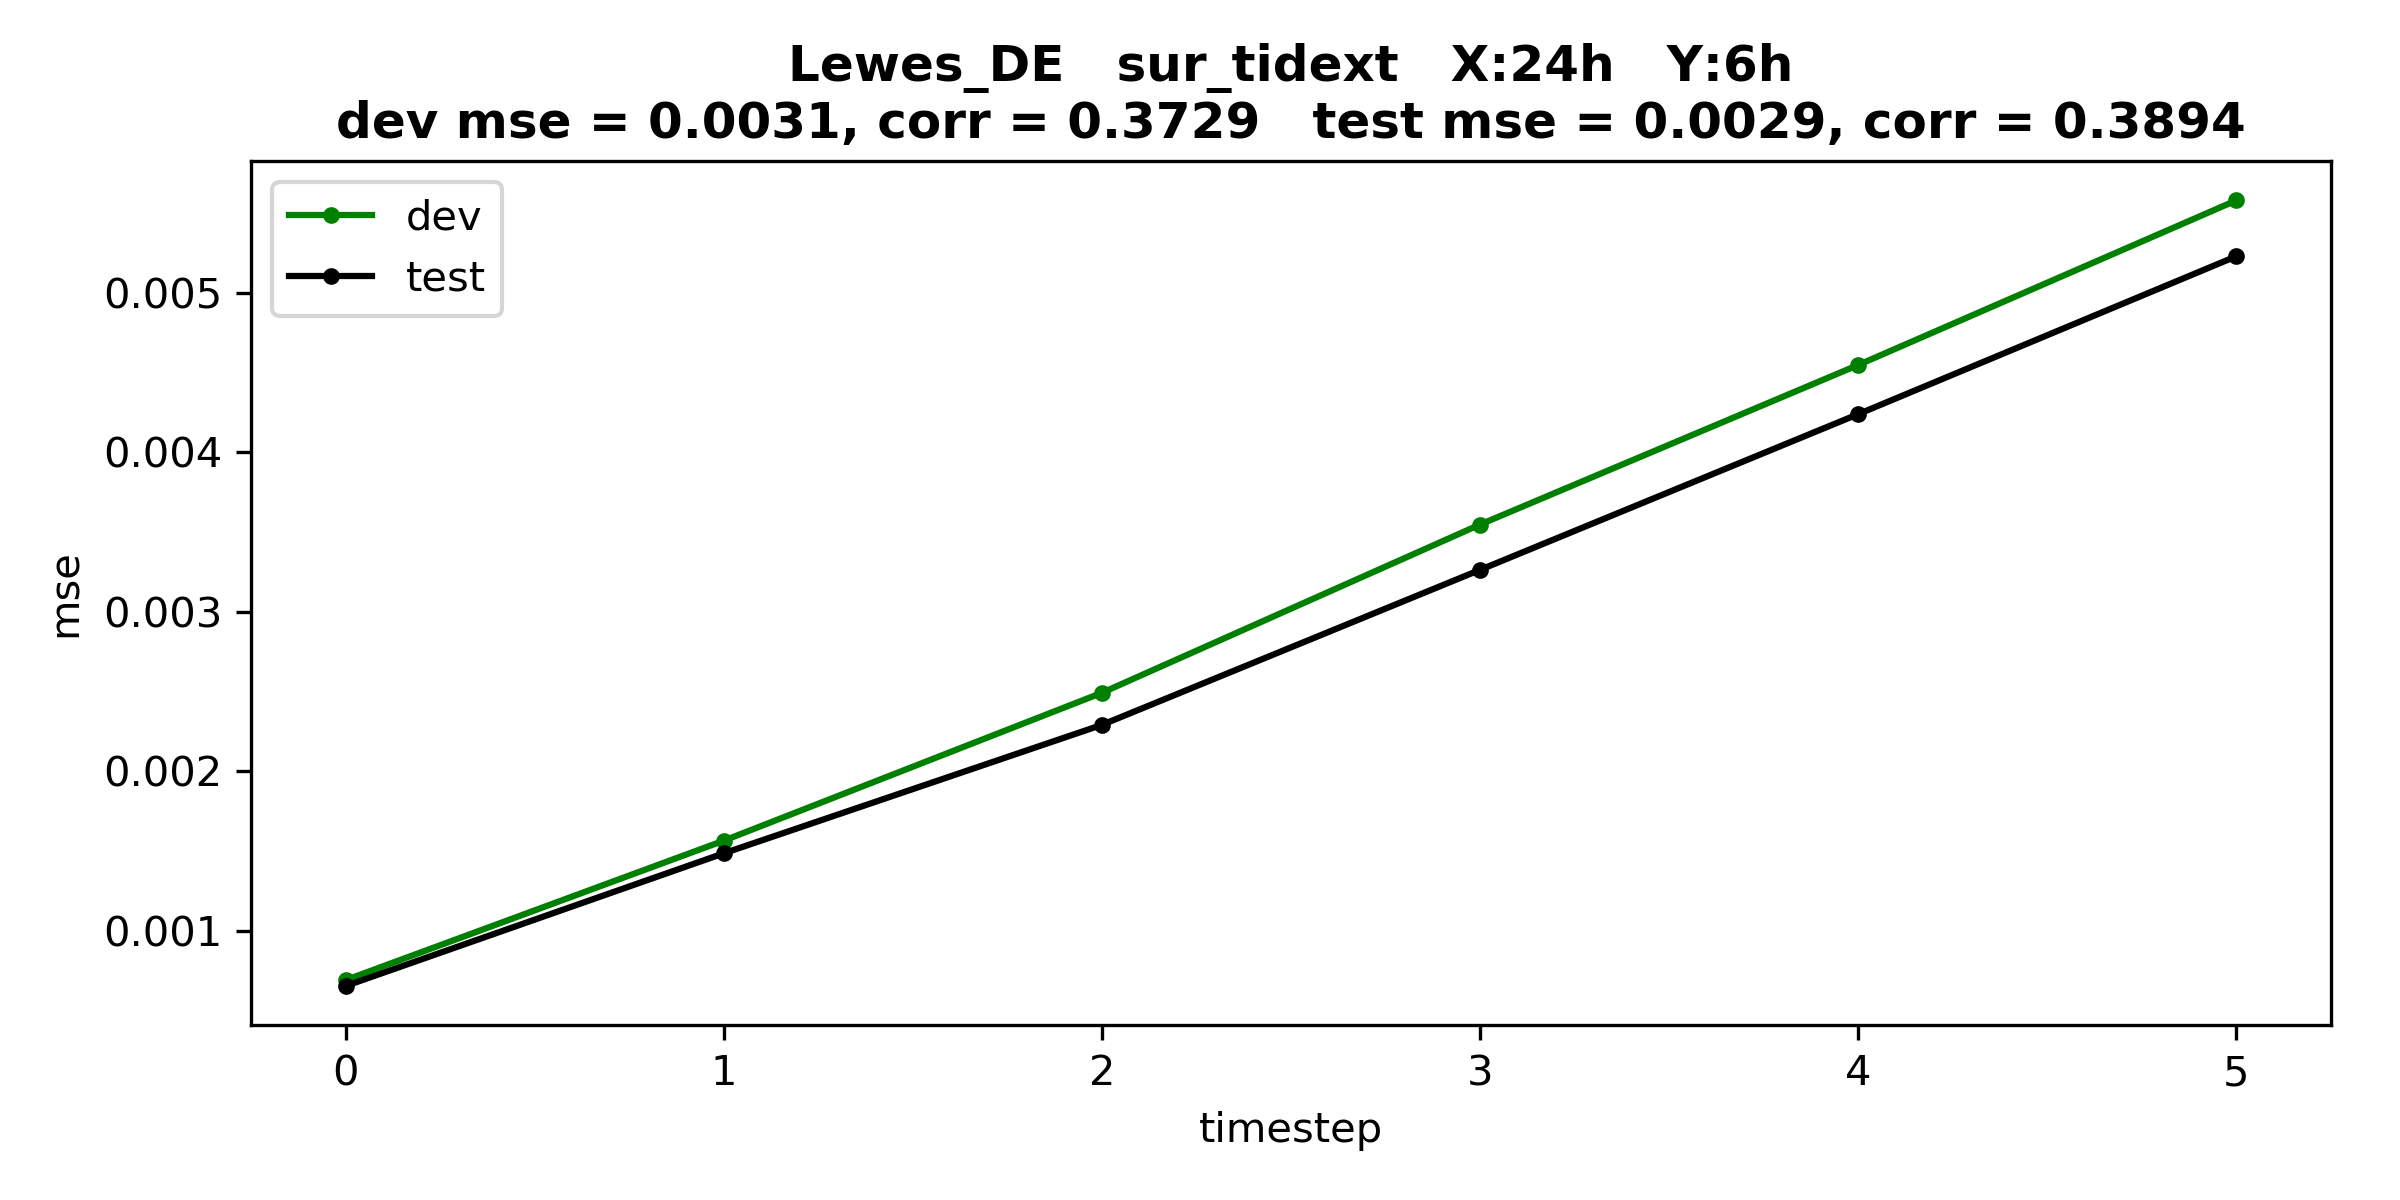 Lewes_DE   sur_tidext   X:24h   Y:6h
dev mse = 0.0031, corr = 0.3729   test mse = 0.0029, corr = 0.3894
dev
test
0.005
0.004
0.003
0.002
0.001
mse
0 1 2 3 4 5
timestep